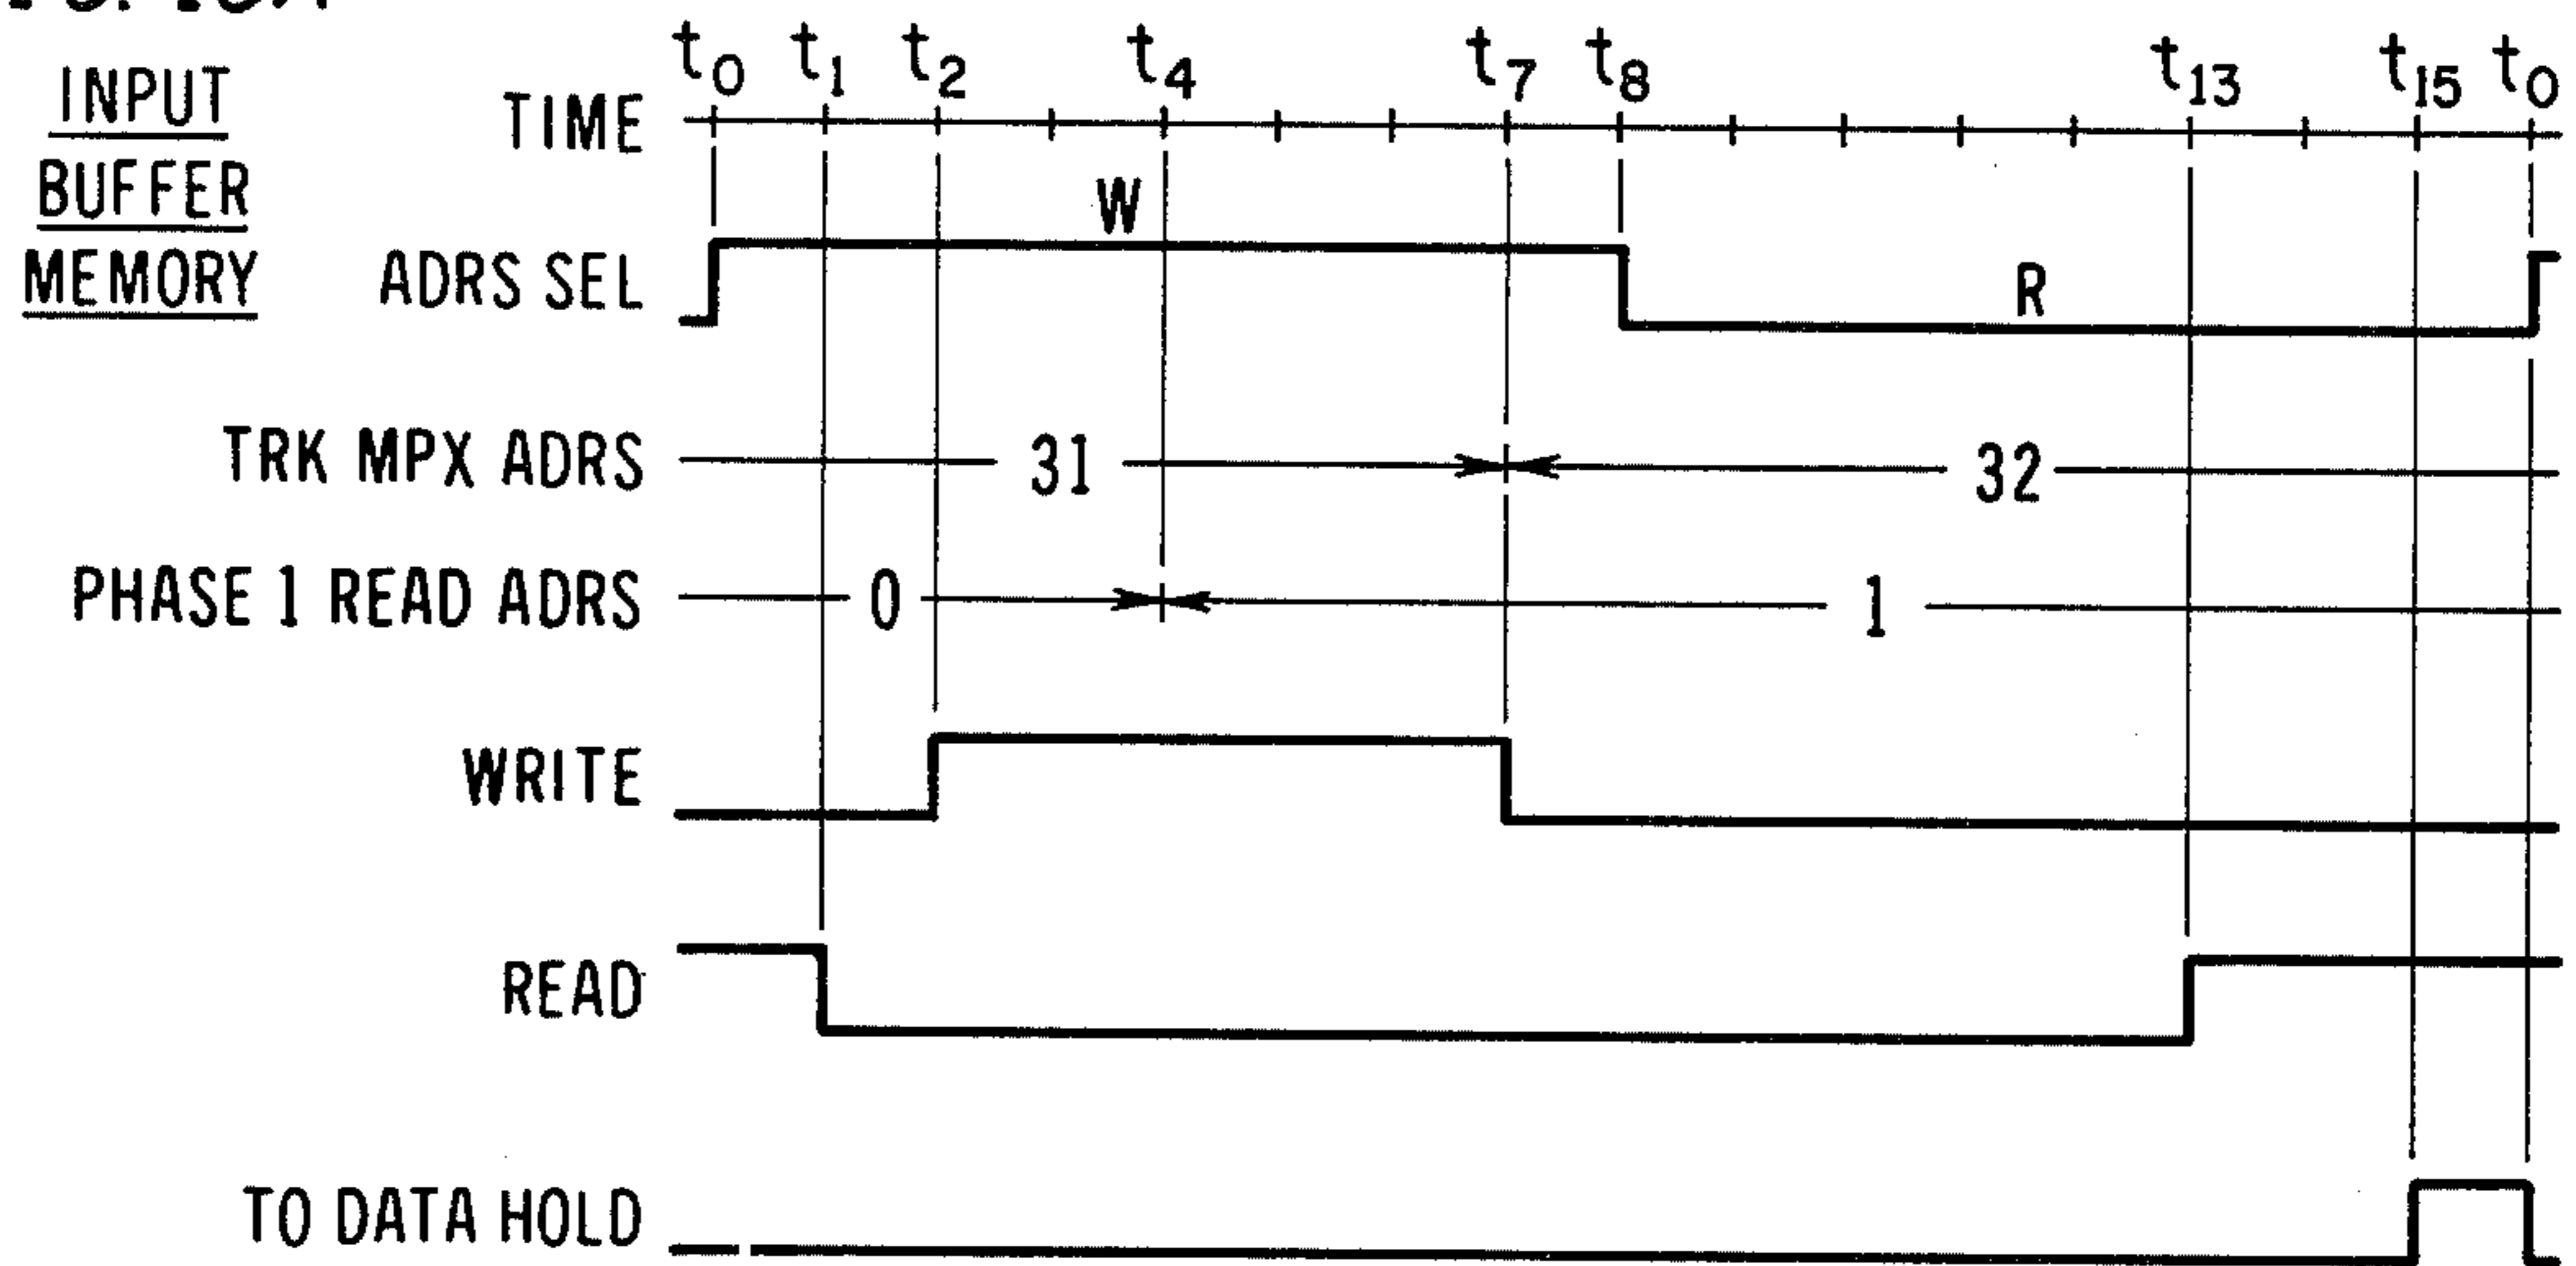 t0 t1 t2 t4 t7 t8 t13 t15 t0
INPUT
BUFFER
MEMORY
TIME
ADRS SEL W R
TRK MPX ADRS 31 32
PHASE 1 READ ADRS 0 1
WRITE
READ
TO DATA HOLD